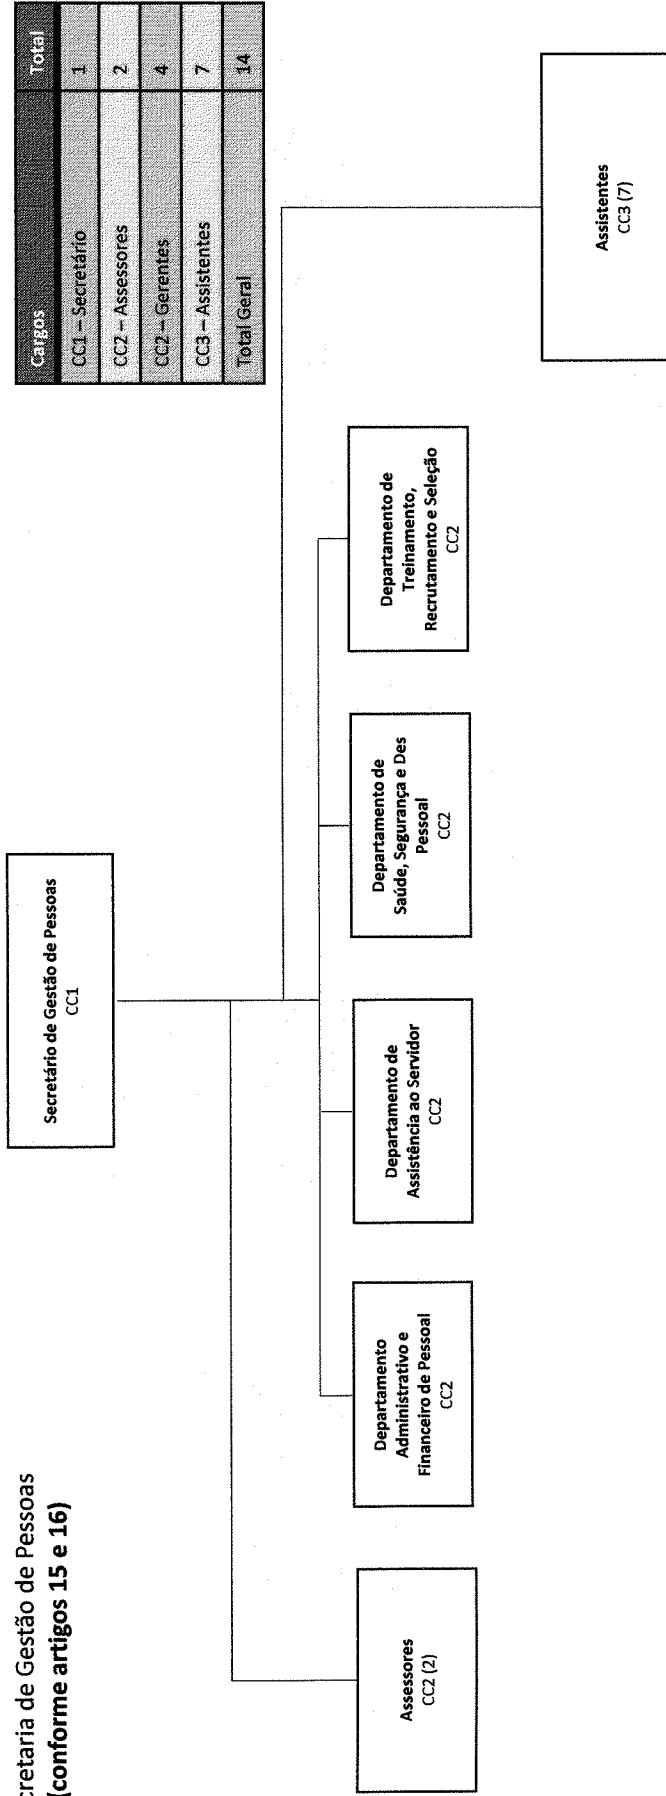 cretaria de Gestão de Pessoas
(conforme artigos 15 e 16)
Cargos Total
CC1 – Secretário 1
CC2 – Assessores 2
CC2 – Gerentes 4
CC3 – Assistentes 7
Total Geral 14
Secretário de Gestão de Pessoas
CC1
Assessores
CC2 (2)
Departamento
Administrativo e
Financeiro de Pessoal
CC2
Departamento de
Assistência ao Servidor
CC2
Departamento de
Saúde, Segurança e Des
Pessoal
CC2
Departamento de
Treinamento,
Recrutamento e Seleção
CC2
Assistentes
CC3 (7)